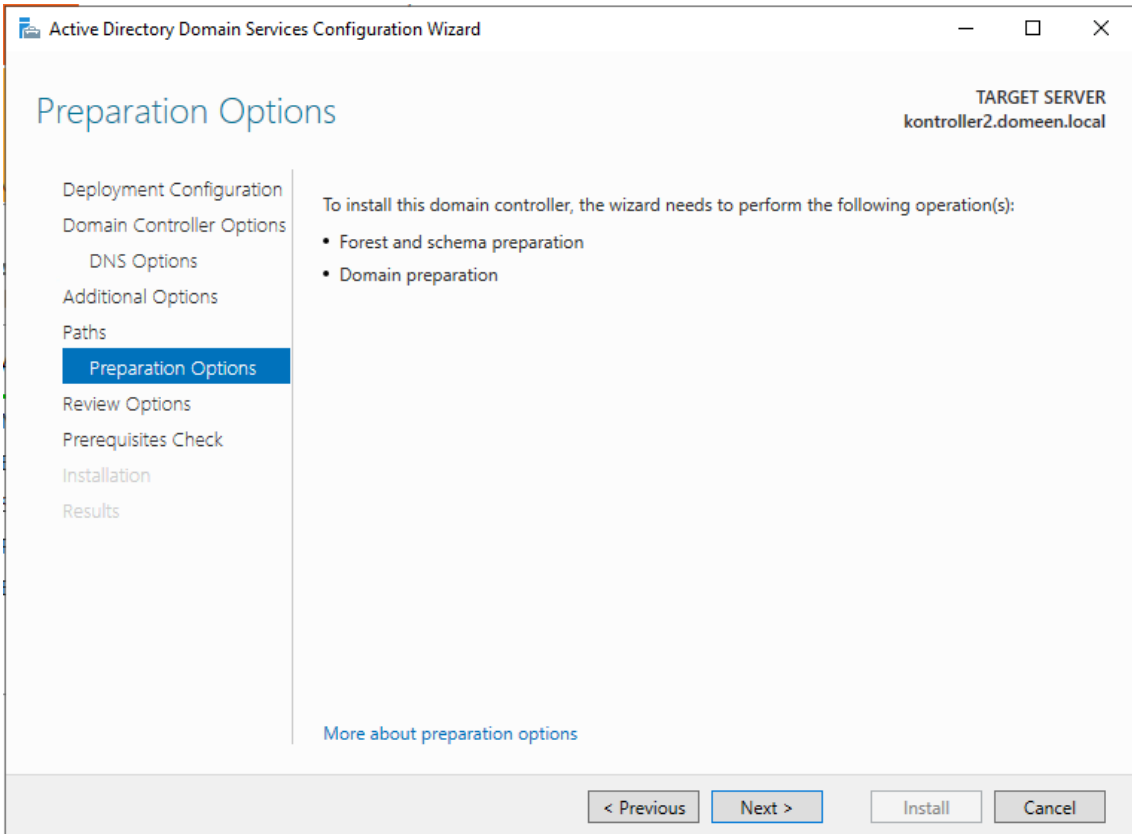 Active Directory Domain Services Configuration Wizard
Preparation Options
TARGET SERVER
kontroller2.domeen.local
Deployment Configuration
Domain Controller Options
DNS Options
Additional Options
Paths
Preparation Options
Review Options
Prerequisites Check
Installation
Results
To install this domain controller, the wizard needs to perform the following operation(s):
• Forest and schema preparation
• Domain preparation
More about preparation options
< Previous
Next >
Install
Cancel